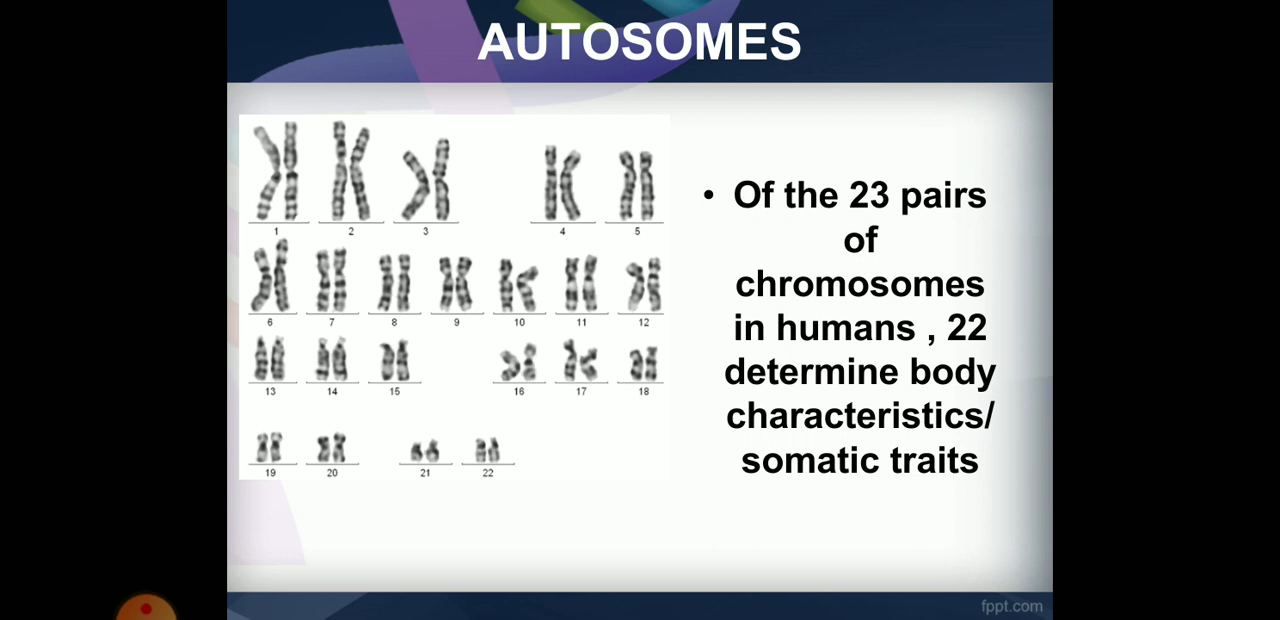 AUTOSOMES
1 2 3 4 5
6 7 8 9 10 11 12
13 14 15 16 17 18
19 20 21 22
• Of the 23 pairs
of
chromosomes
in humans , 22
determine body
characteristics/
somatic traits
fppt.com